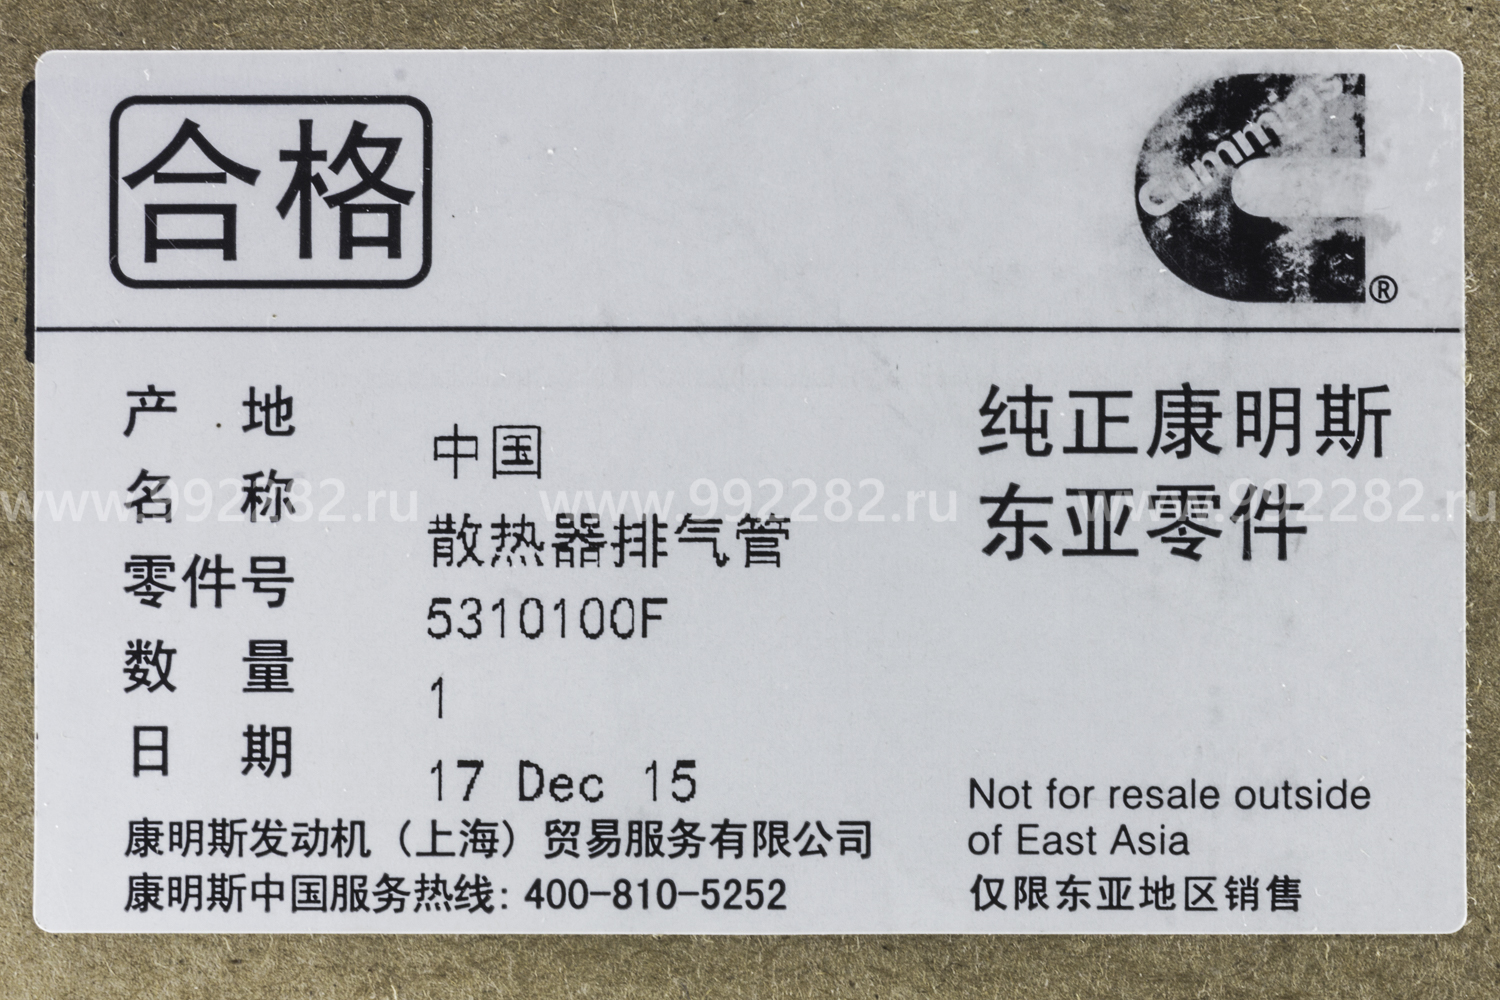 合格
Cummins
®
产 地 中国
名 称 散热器排气管
零件号 5310100F
数 量 1
日 期 17 Dec 15
纯正康明斯
东亚零件
康明斯发动机（上海）贸易服务有限公司
康明斯中国服务热线: 400-810-5252
Not for resale outside
of East Asia
仅限东亚地区销售
www.992282.ru www.992282.ru www.992282.ru